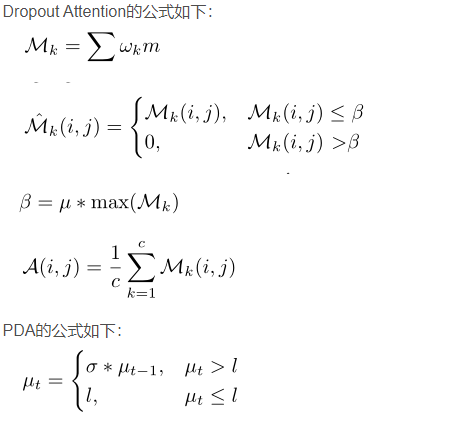 Dropout Attention的公式如下：
$\mathcal{M}_k = \sum \omega_k m$
$\hat{\mathcal{M}}_k(i,j) = \begin{cases} \mathcal{M}_k(i,j), & \mathcal{M}_k(i,j) \leq \beta \\ 0, & \mathcal{M}_k(i,j) > \beta \end{cases}$
$\beta = \mu * \max(\mathcal{M}_k)$
$\mathcal{A}(i,j) = \frac{1}{c} \sum_{k=1}^{c} \mathcal{M}_k(i,j)$
PDA的公式如下：
$\mu_t = \begin{cases} \sigma * \mu_{t-1}, & \mu_t > l \\ l, & \mu_t \leq l \end{cases}$